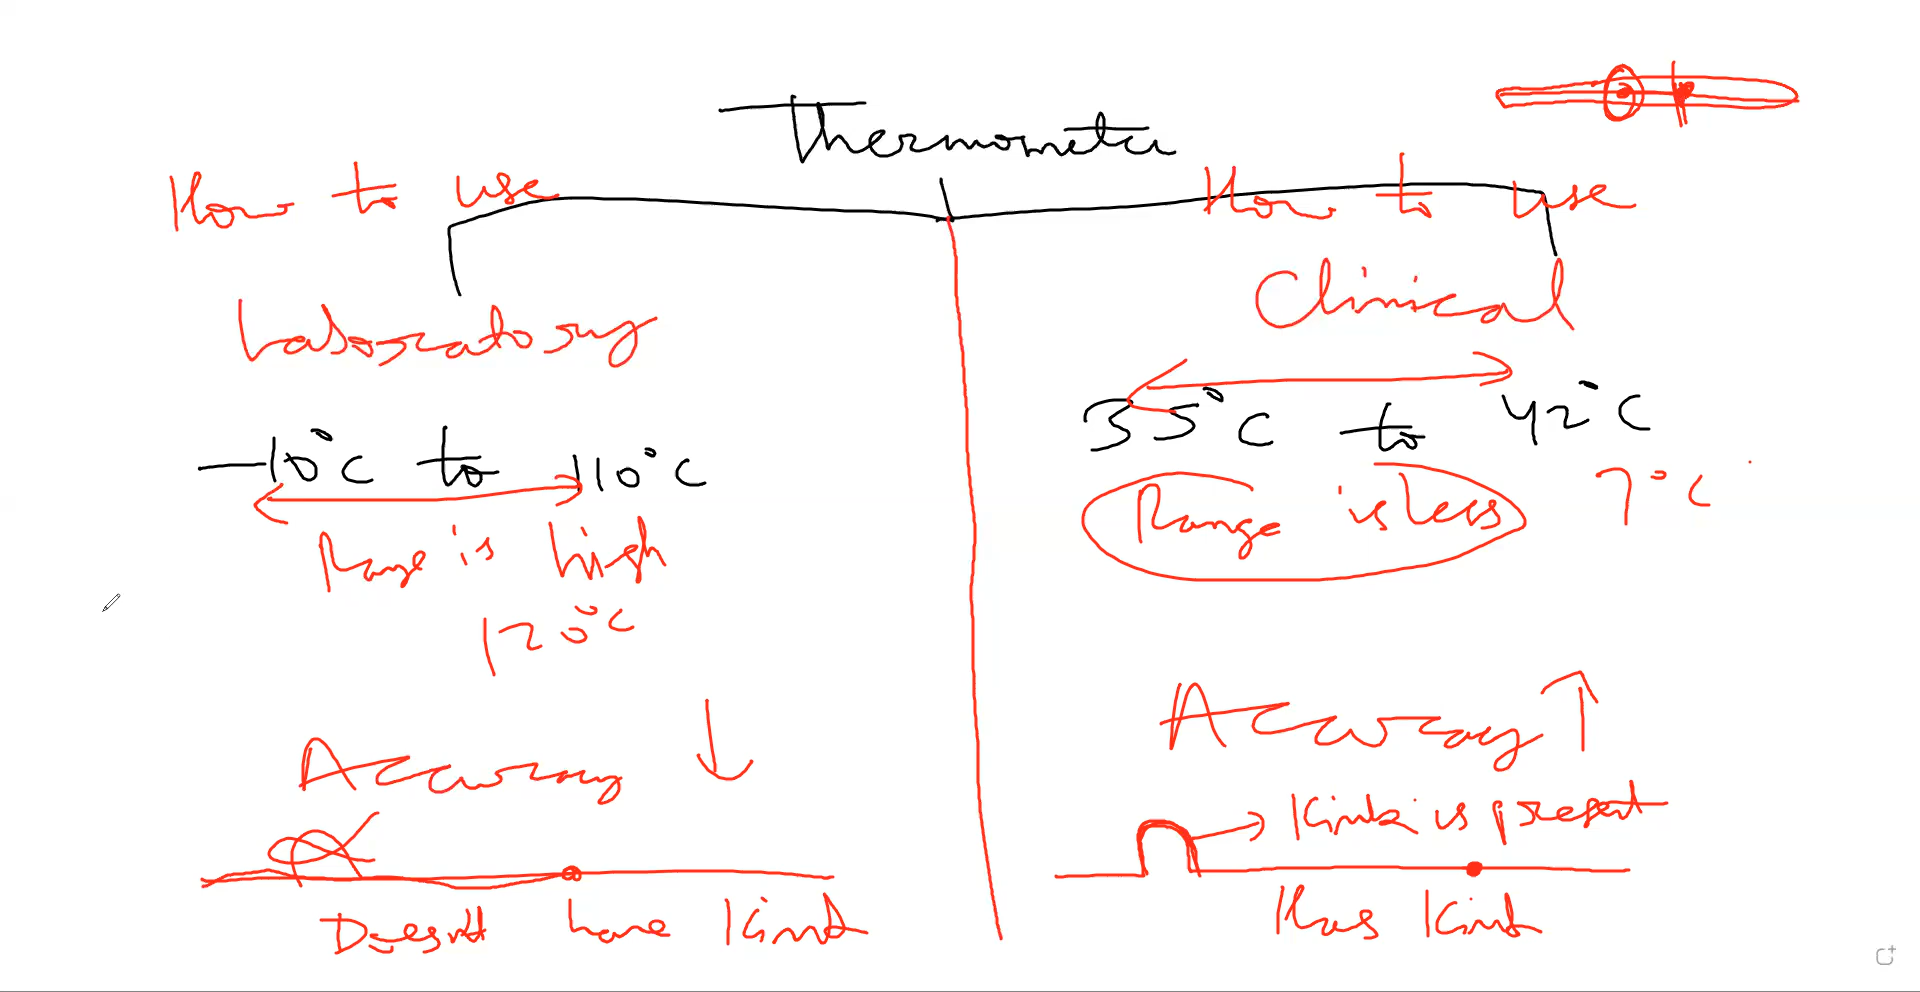 Thermometer
How to use
How to use
Laboratory
Clinical
-10°C to 110°C
35°C to 42°C
Range is high
Range is less
7°C
120°C
Accuracy ↓
Accuracy ↑
→ Kink is present
Doesn't have Kink
Has Kink